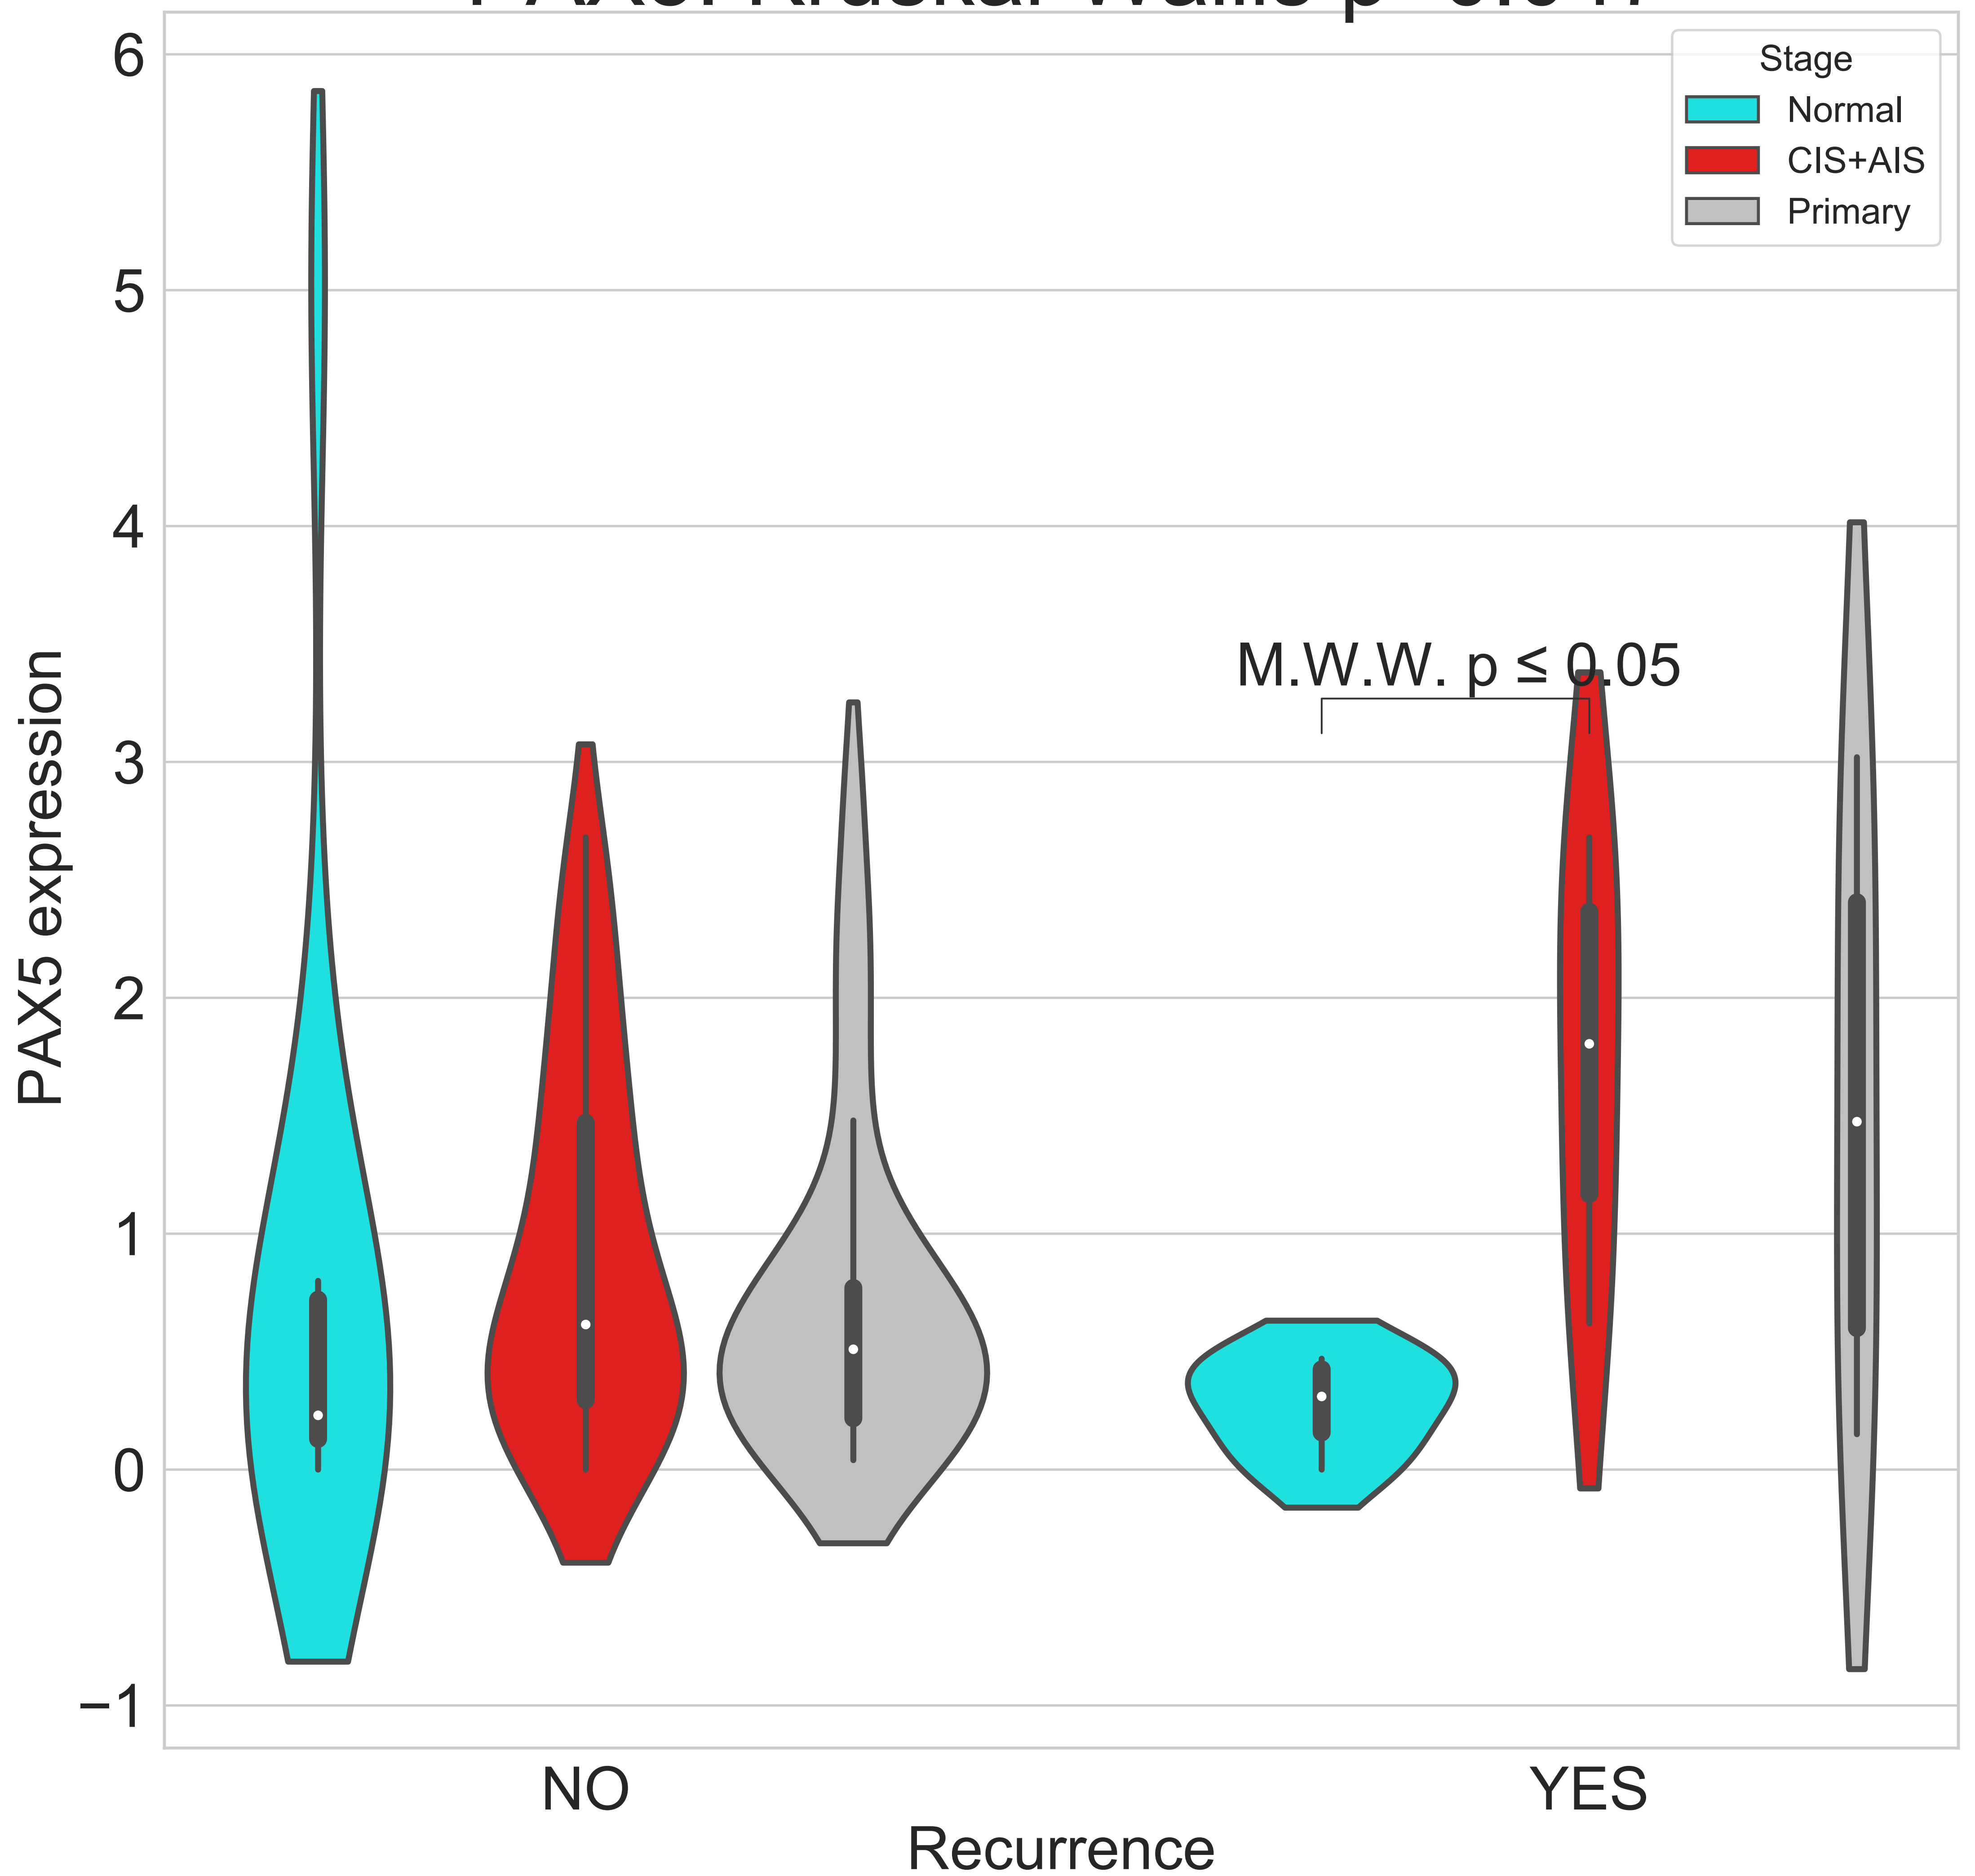 6
5
4
3
2
1
0
−1
PAX5 expression
Stage
Normal
CIS+AIS
Primary
M.W.W. p ≤ 0.05
NO
YES
Recurrence